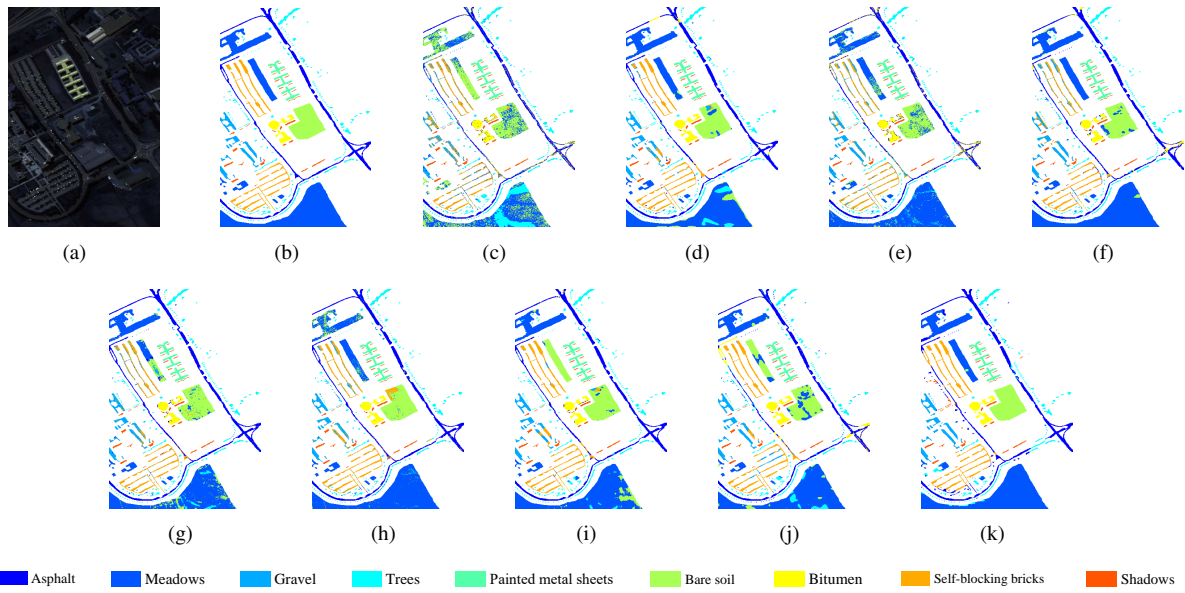 (a) (b) (c) (d) (e) (f)
(g) (h) (i) (j) (k)
Asphalt Meadows Gravel Trees Painted metal sheets Bare soil Bitumen Self-blocking bricks Shadows